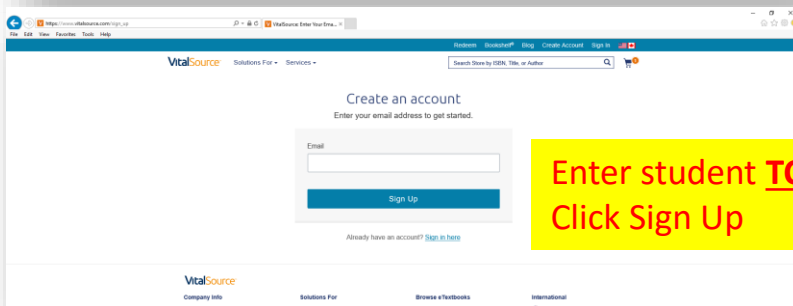 https://www.vitalsource.com/sign_up
VitalSource Enter Your Ema...
File Edit View Favorites Tools Help
Redeem Bookshelf® Blog Create Account Sign In
VitalSource Solutions For Services
Search Store by ISBN, Title, or Author
0
Create an account
Enter your email address to get started.
Email
Sign Up
Already have an account? Sign in here
Enter student
Click Sign Up
VitalSource
Company Info Solutions For Browse eTextbooks International